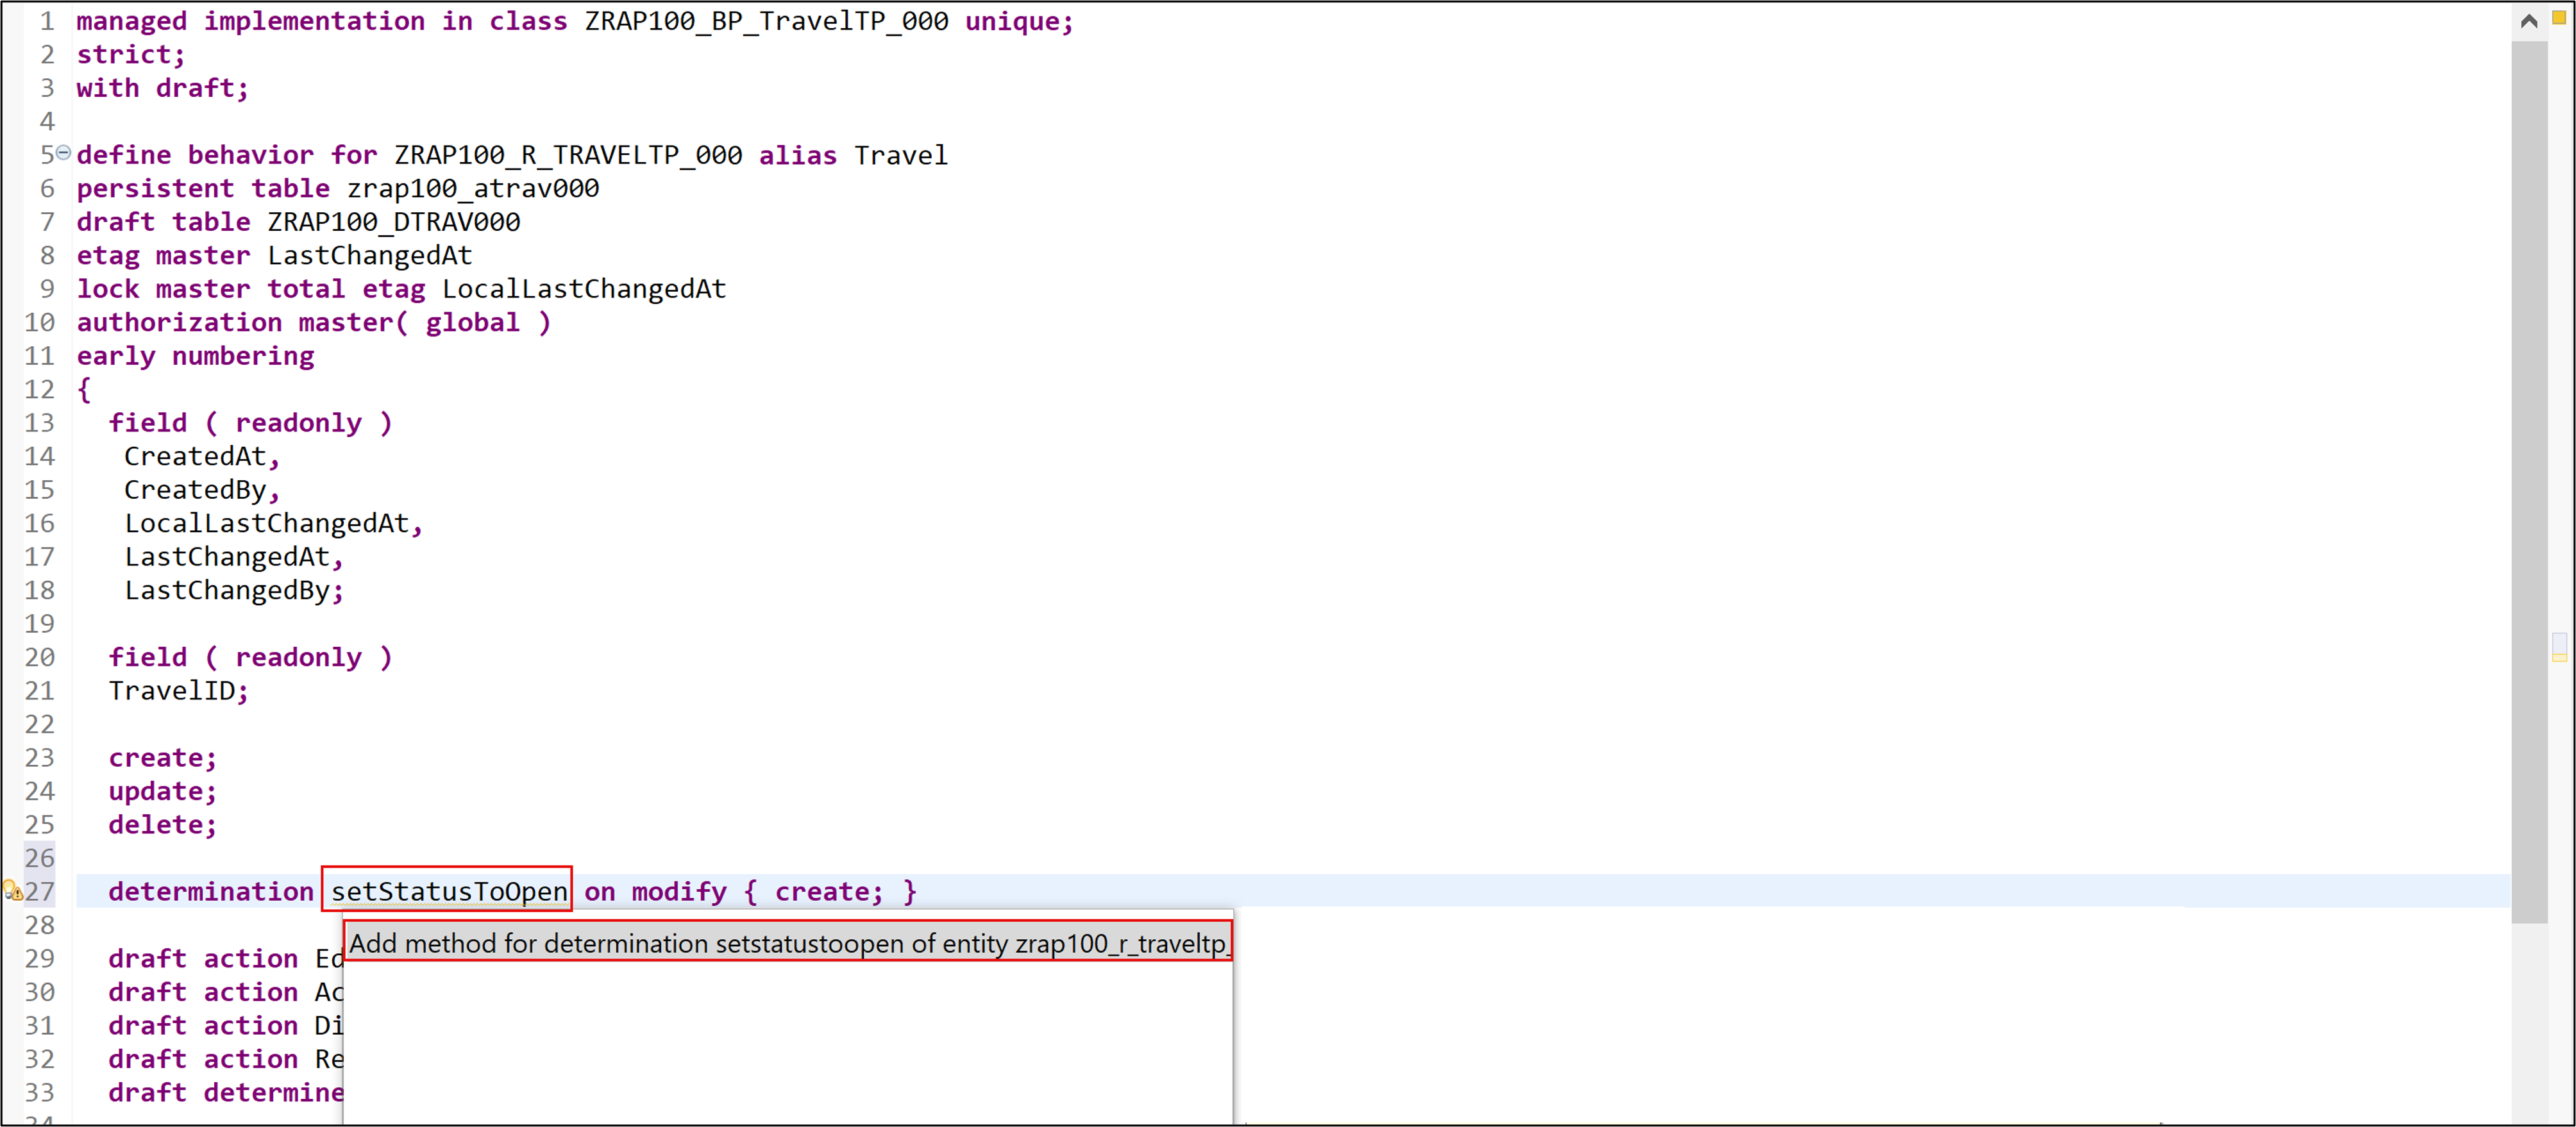 1 managed implementation in class ZRAP100_BP_TravelTP_000 unique;
2 strict;
3 with draft;
4
5 define behavior for ZRAP100_R_TRAVELTP_000 alias Travel
6 persistent table zrap100_atrav000
7 draft table ZRAP100_DTRAV000
8 etag master LastChangedAt
9 lock master total etag LocalLastChangedAt
10 authorization master( global )
11 early numbering
12 {
13 field ( readonly )
14 CreatedAt,
15 CreatedBy,
16 LocalLastChangedAt,
17 LastChangedAt,
18 LastChangedBy;
19
20 field ( readonly )
21 TravelID;
22
23 create;
24 update;
25 delete;
26
27 determination setStatusToOpen on modify { create; }
28
Add method for determination setstatustoopen of entity zrap100_r_traveltp_
29 draft action Ed
30 draft action Ac
31 draft action Di
32 draft action Re
33 draft determine